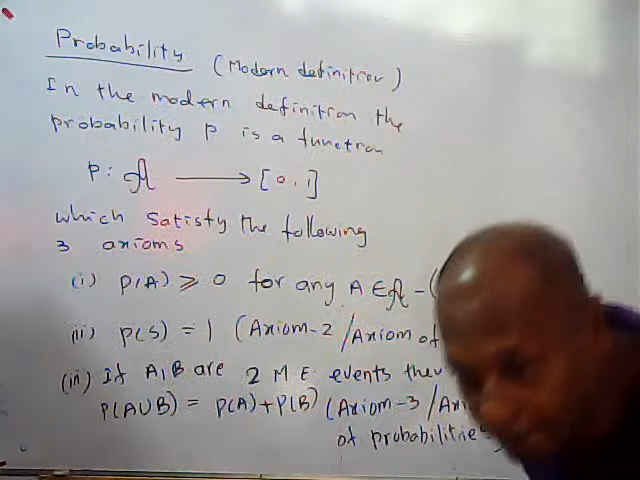 Probability (Modern definition)
In the modern definition the
probability P is a function
P : A → [0, 1]
which satisfy the following
3 axioms
(i) P(A) ≥ 0 for any A ∈ A - (
(ii) P(S) = 1 (Axiom-2 / Axiom of
(iii) If A, B are 2 M.E. events then
P(A∪B) = P(A) + P(B) (Axiom-3 /
of probabilities